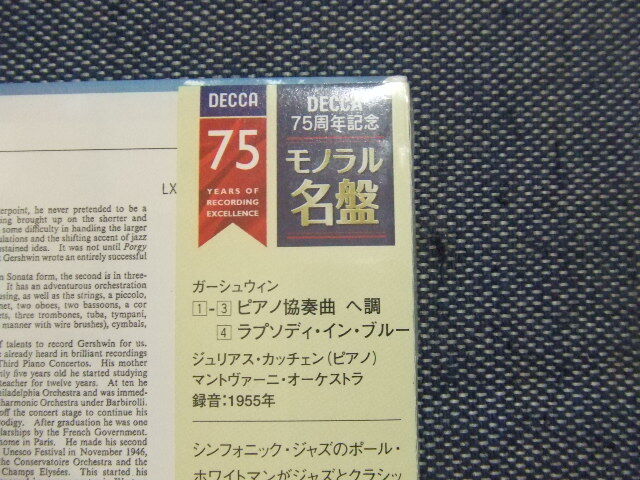 LX
erpoint, he never pretended to be a
ing brought up on the shorter and
some difficulty in handling the larger
ulations and the shifting accent of jazz
stained idea. It was not until Porgy
Gershwin wrote an entirely successful
n Sonata form, the second is in three-
It has an adventurous orchestration
using, as well as the strings, a piccolo,
net, two oboes, two bassoons, a cor
ets, three trombones, tuba, tympani,
manner with wire brushes), cymbals,
f talents to record Gershwin for us.
already heard in brilliant recordings
Third Piano Concertos. His mother
ly five years old he started studying
teacher for twelve years. At ten he
hiladelphia Orchestra and was immed-
harmonic Orchestra under Barbirolli.
off the concert stage to continue his
rodigy. After graduation he was one
olarships by the French Government.
home in Paris. He made his second
Unesco Festival in November 1946,
the Conservatoire Orchestra and the
Champs Elysées. This started his
DECCA
75
YEARS OF
RECORDING
EXCELLENCE
DECCA
75周年記念
モノラル
名盤
ガーシュウィン
1-3 ピアノ協奏曲 ヘ調
4 ラプソディ・イン・ブルー
ジュリアス・カッチェン(ピアノ)
マントヴァーニ・オーケストラ
録音:1955年
シンフォニック・ジャズのポール・
ホワイトマンがジャズとクラシッ